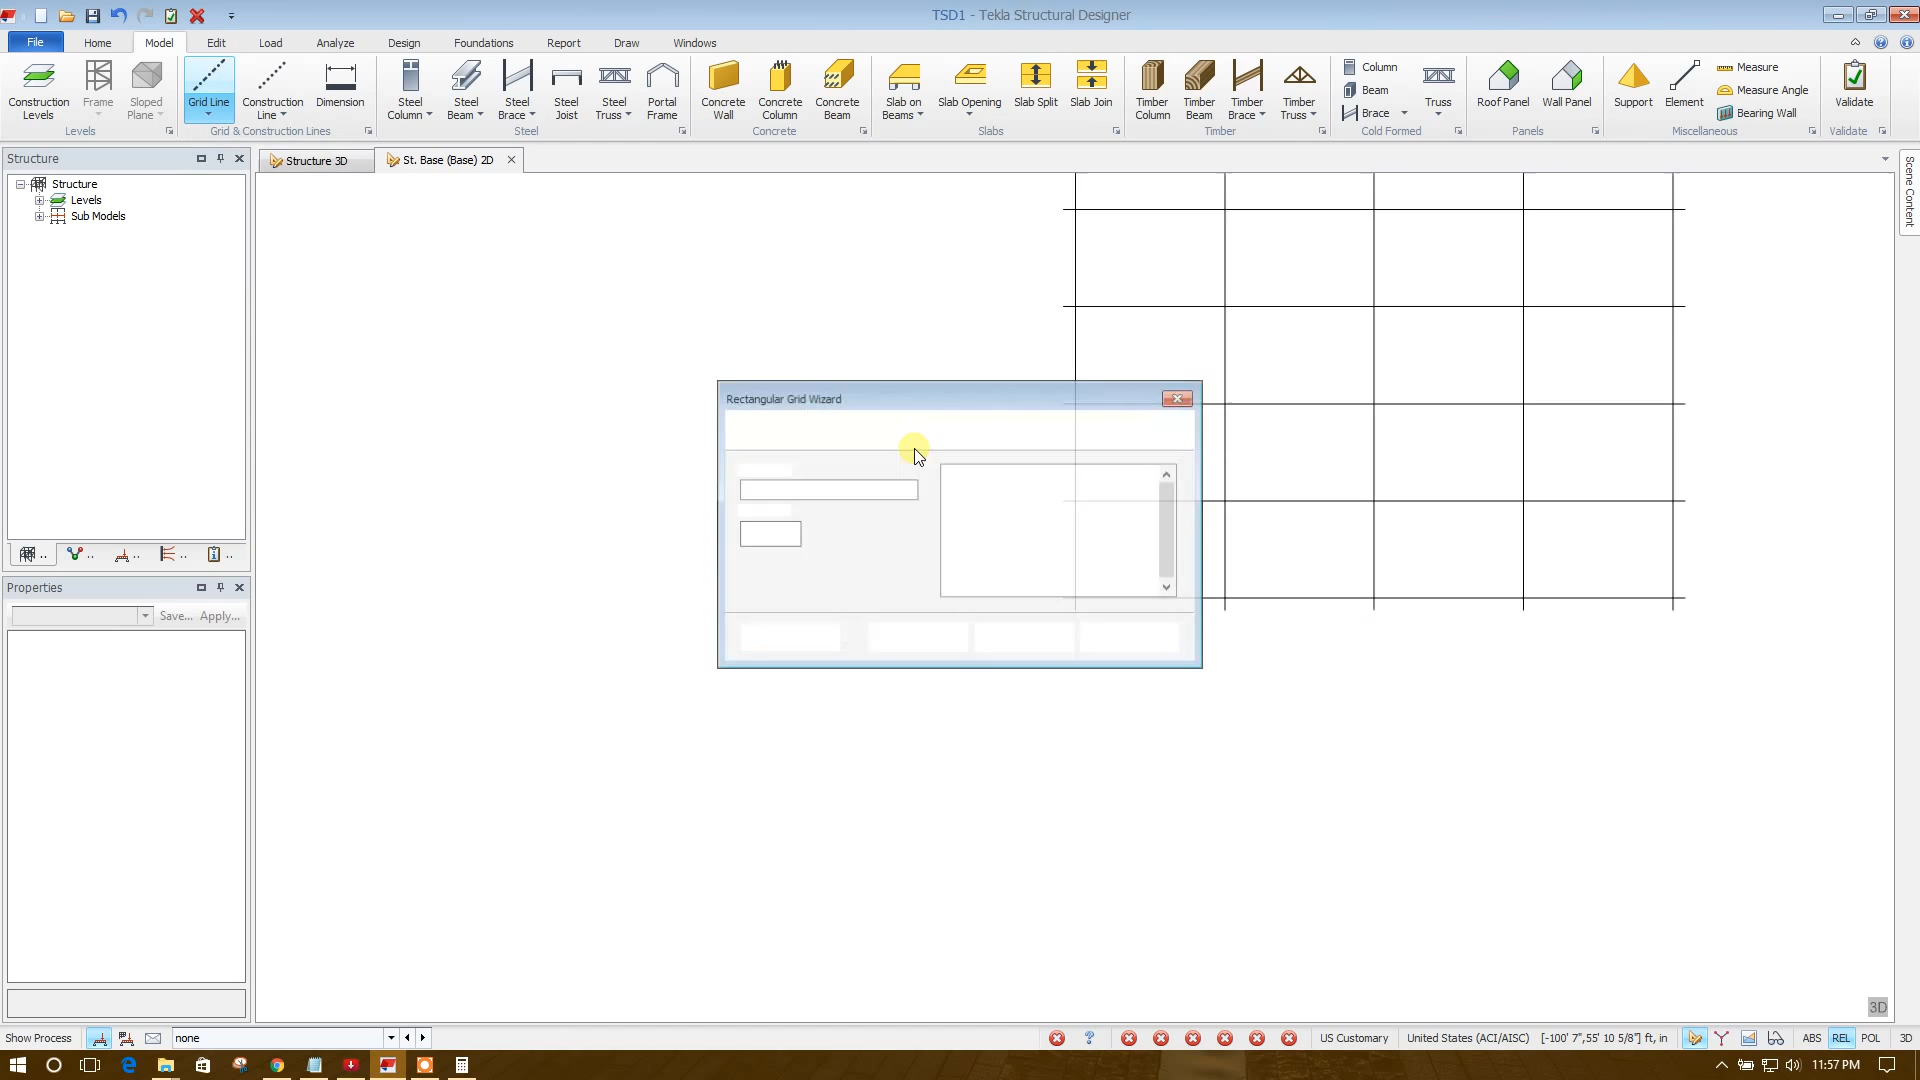 TSD1 - Tekla Structural Designer
File Home Model Edit Load Analyze Design Foundations Report Draw Windows
Construction Levels
Frame
Sloped Plane
Levels
Grid Line
Construction Line
Dimension
Grid & Construction Lines
Steel Column
Steel Beam
Steel Brace
Steel Joist
Steel Truss
Portal Frame
Steel
Concrete Wall
Concrete Column
Concrete Beam
Concrete
Slab on Beams
Slab Opening
Slab Split
Slab Join
Slabs
Timber Column
Timber Beam
Timber Brace
Timber Truss
Timber
Column
Beam
Brace
Truss
Cold Formed
Roof Panel
Wall Panel
Panels
Support
Element
Measure
Measure Angle
Bearing Wall
Miscellaneous
Validate
Validate
Structure
Structure 3D
St. Base (Base) 2D
Scene Content
Structure
Levels
Sub Models
Rectangular Grid Wizard
.. .. .. .. ..
Properties
Save... Apply...
3D
Show Process
none
US Customary
United States (ACI/AISC)
[-100' 7",55' 10 5/8"] ft, in
ABS REL POL 3D
11:57 PM